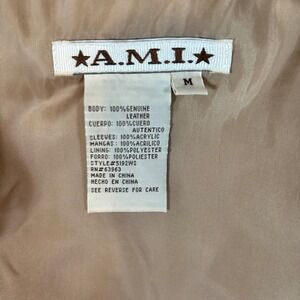 ★A.M.I.★
M
BODY: 100%GENUINE
LEATHER
CUERPO: 100%CUERO
AUTENTICO
SLEEVES: 100%ACRYLIC
MANGAS: 100%ACRILICO
LINING: 100%POLYESTER
FORRO: 100%POLIESTER
STYLE#5192WS
RN#63963
MADE IN CHINA
HECHO EN CHINA
SEE REVERSE FOR CARE